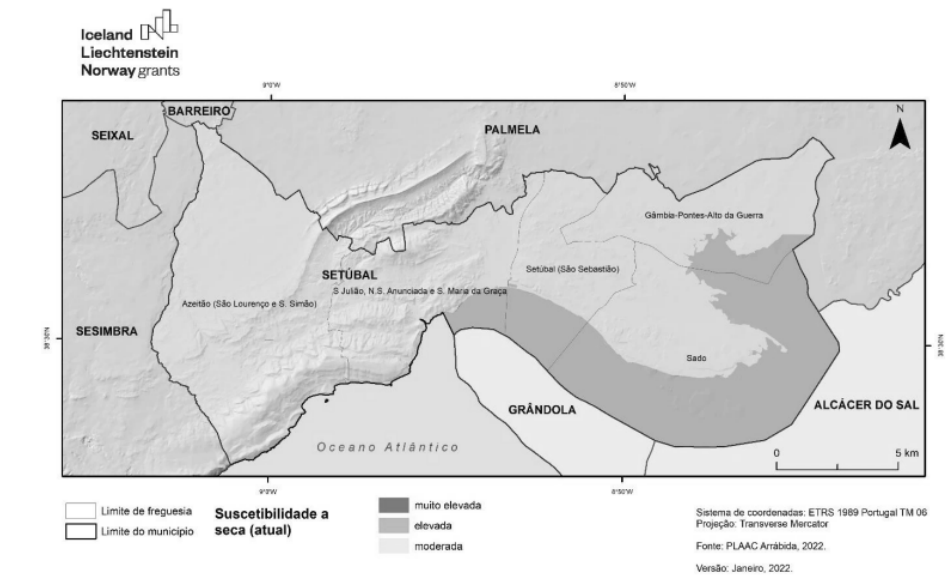 Iceland
Liechtenstein
Norway grants
9°0'W
8°50'W
BARREIRO
SEIXAL
PALMELA
N
Gâmbia-Pontes-Alto da Guerra
SETÚBAL
Setúbal (São Sebastião)
S Julião, N.S. Anunciada e S. Maria da Graça
Azeitão (São Lourenço e S. Simão)
SESIMBRA
38°30'N
38°30'N
Sado
GRÂNDOLA
ALCÁCER DO SAL
Oceano Atlântico
0 5 km
9°0'W
8°50'W
Limite de freguesia
Limite do município
Suscetibilidade a
seca (atual)
muito elevada
elevada
moderada
Sistema de coordenadas: ETRS 1989 Portugal TM 06
Projeção: Transverse Mercator
Fonte: PLAAC Arrábida, 2022.
Versão: Janeiro, 2022.